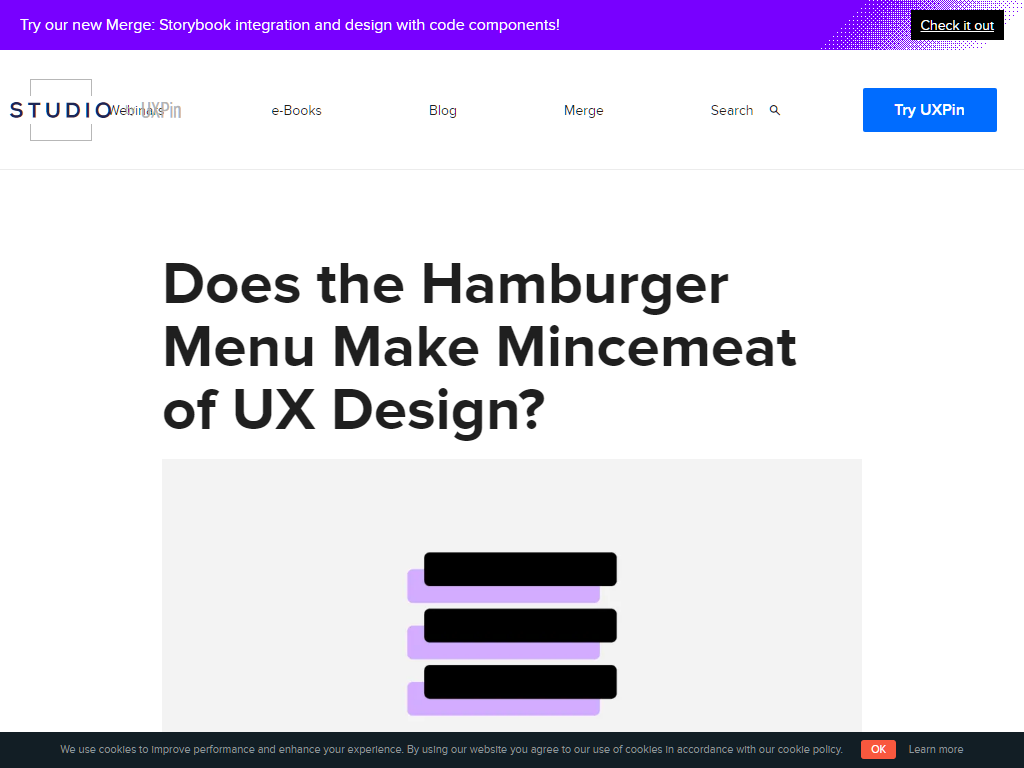 Try our new Merge: Storybook integration and design with code components!
Check it out
STUDIO by UXPin
Webinars
e-Books
Blog
Merge
Search
Try UXPin
Does the Hamburger
Menu Make Mincemeat
of UX Design?
We use cookies to improve performance and enhance your experience. By using our website you agree to our use of cookies in accordance with our cookie policy.
OK
Learn more